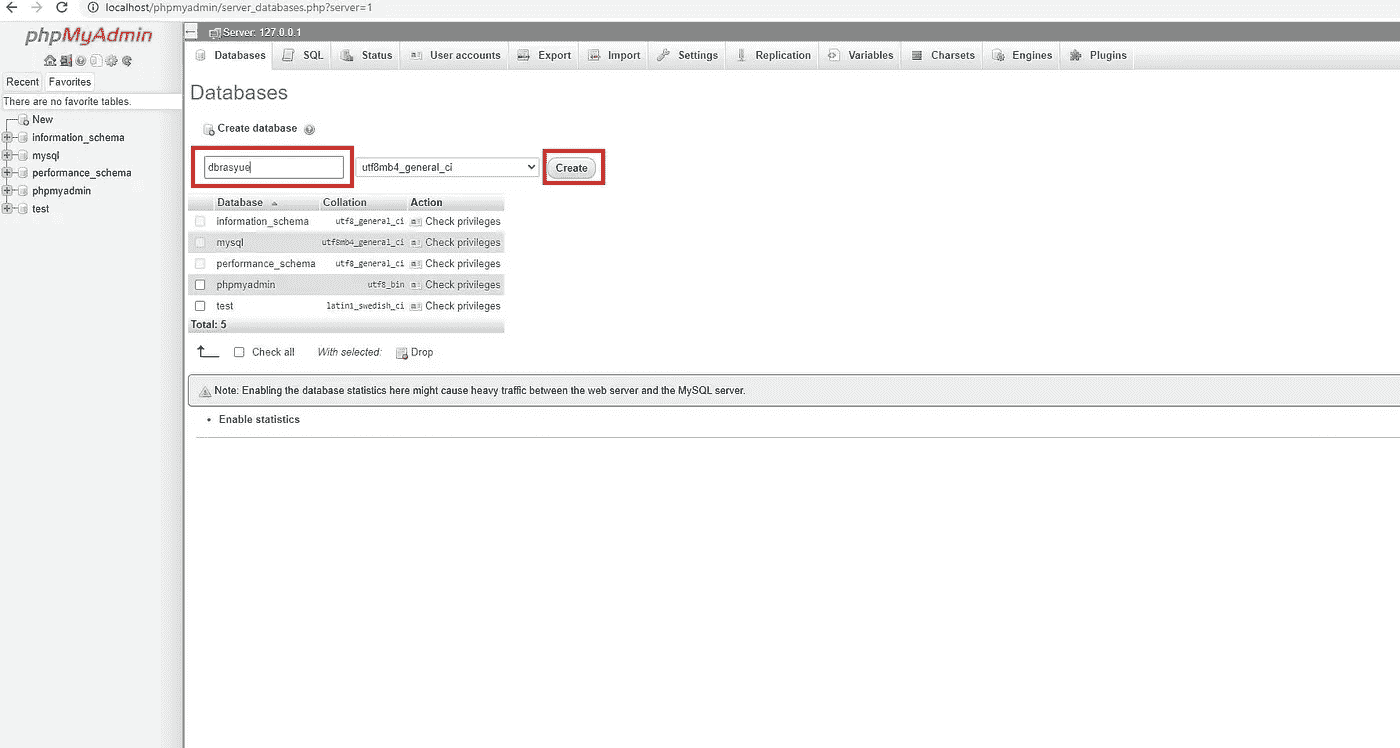 localhost/phpmyadmin/server_databases.php?server=1
phpMyAdmin
Recent Favorites
There are no favorite tables.
New
information_schema
mysql
performance_schema
phpmyadmin
test
Server: 127.0.0.1
Databases SQL Status User accounts Export Import Settings Replication Variables Charsets Engines Plugins
Databases
Create database
dbrasyue utf8mb4_general_ci Create
Database Collation Action
information_schema utf8_general_ci Check privileges
mysql utf8mb4_general_ci Check privileges
performance_schema utf8_general_ci Check privileges
phpmyadmin utf8_bin Check privileges
test latin1_swedish_ci Check privileges
Total: 5
Check all With selected: Drop
Note: Enabling the database statistics here might cause heavy traffic between the web server and the MySQL server.
• Enable statistics